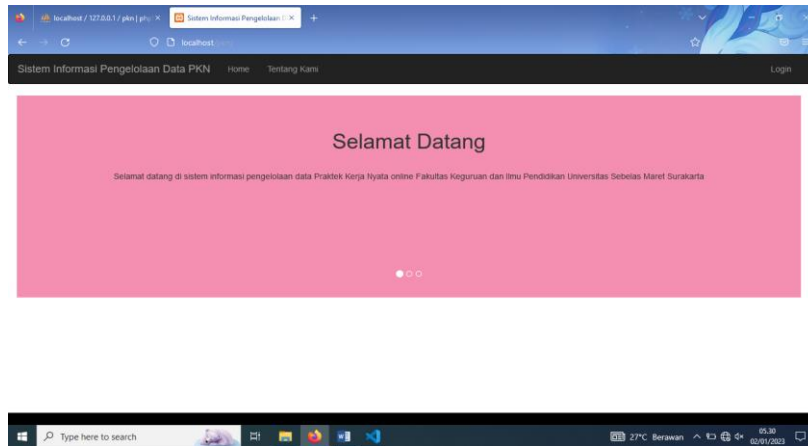 localhost / 127.0.0.1 / pkn | php
Sistem Informasi Pengelolaan D
localhost
Sistem Informasi Pengelolaan Data PKN Home Tentang Kami Login
Selamat Datang
Selamat datang di sistem informasi pengelolaan data Praktek Kerja Nyata online Fakultas Keguruan dan Ilmu Pendidikan Universitas Sebelas Maret Surakarta
Type here to search
27°C Berawan
05.30
02/01/2023